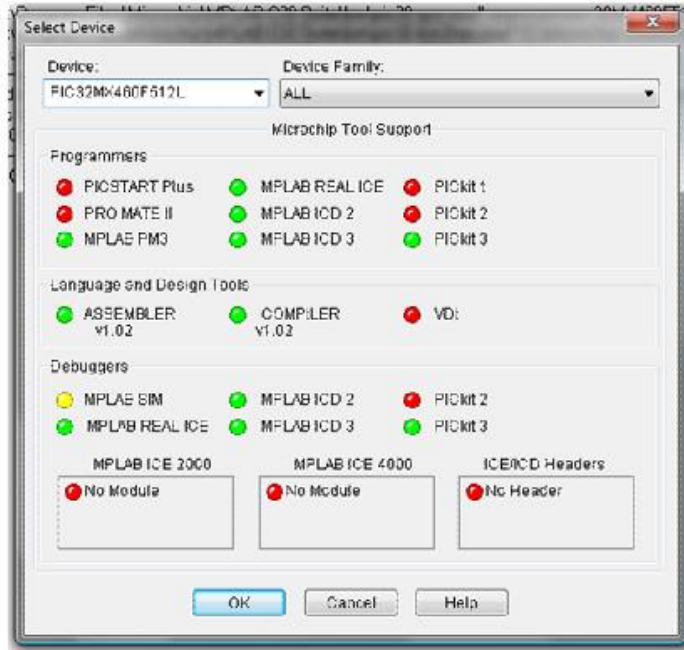 Select Device
Device:
Device Family:
PIC32MX460F512L
ALL
Microchip Tool Support
Programmers
PICSTART Plus
MPLAB REAL ICE
PICkit 1
PRO MATE II
MPLAB ICD 2
PICkit 2
MPLAB PM3
MPLAB ICD 3
PICkit 3
Language and Design Tools
ASSEMBLER
v1.02
COMPILER
v1.02
VDI
Debuggers
MPLAB SIM
MPLAB ICD 2
PICkit 2
MPLAB REAL ICE
MPLAB ICD 3
PICkit 3
MPLAB ICE 2000
MPLAB ICE 4000
ICE/ICD Headers
No Module
No Module
No Header
OK
Cancel
Help